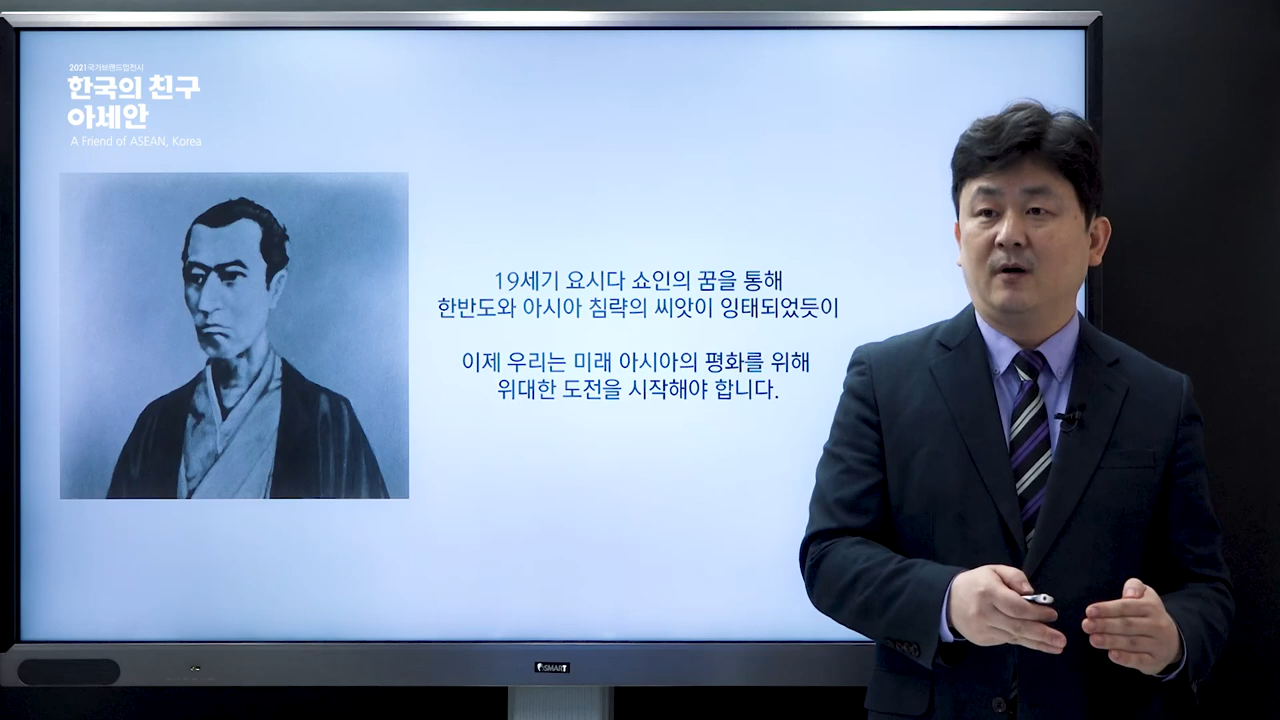 2021 국가브랜드업전시
한국의 친구
아세안
A Friend of ASEAN, Korea
19세기 요시다 쇼인의 꿈을 통해
한반도와 아시아 침략의 씨앗이 잉태되었듯이
이제 우리는 미래 아시아의 평화를 위해
위대한 도전을 시작해야 합니다.
SMART